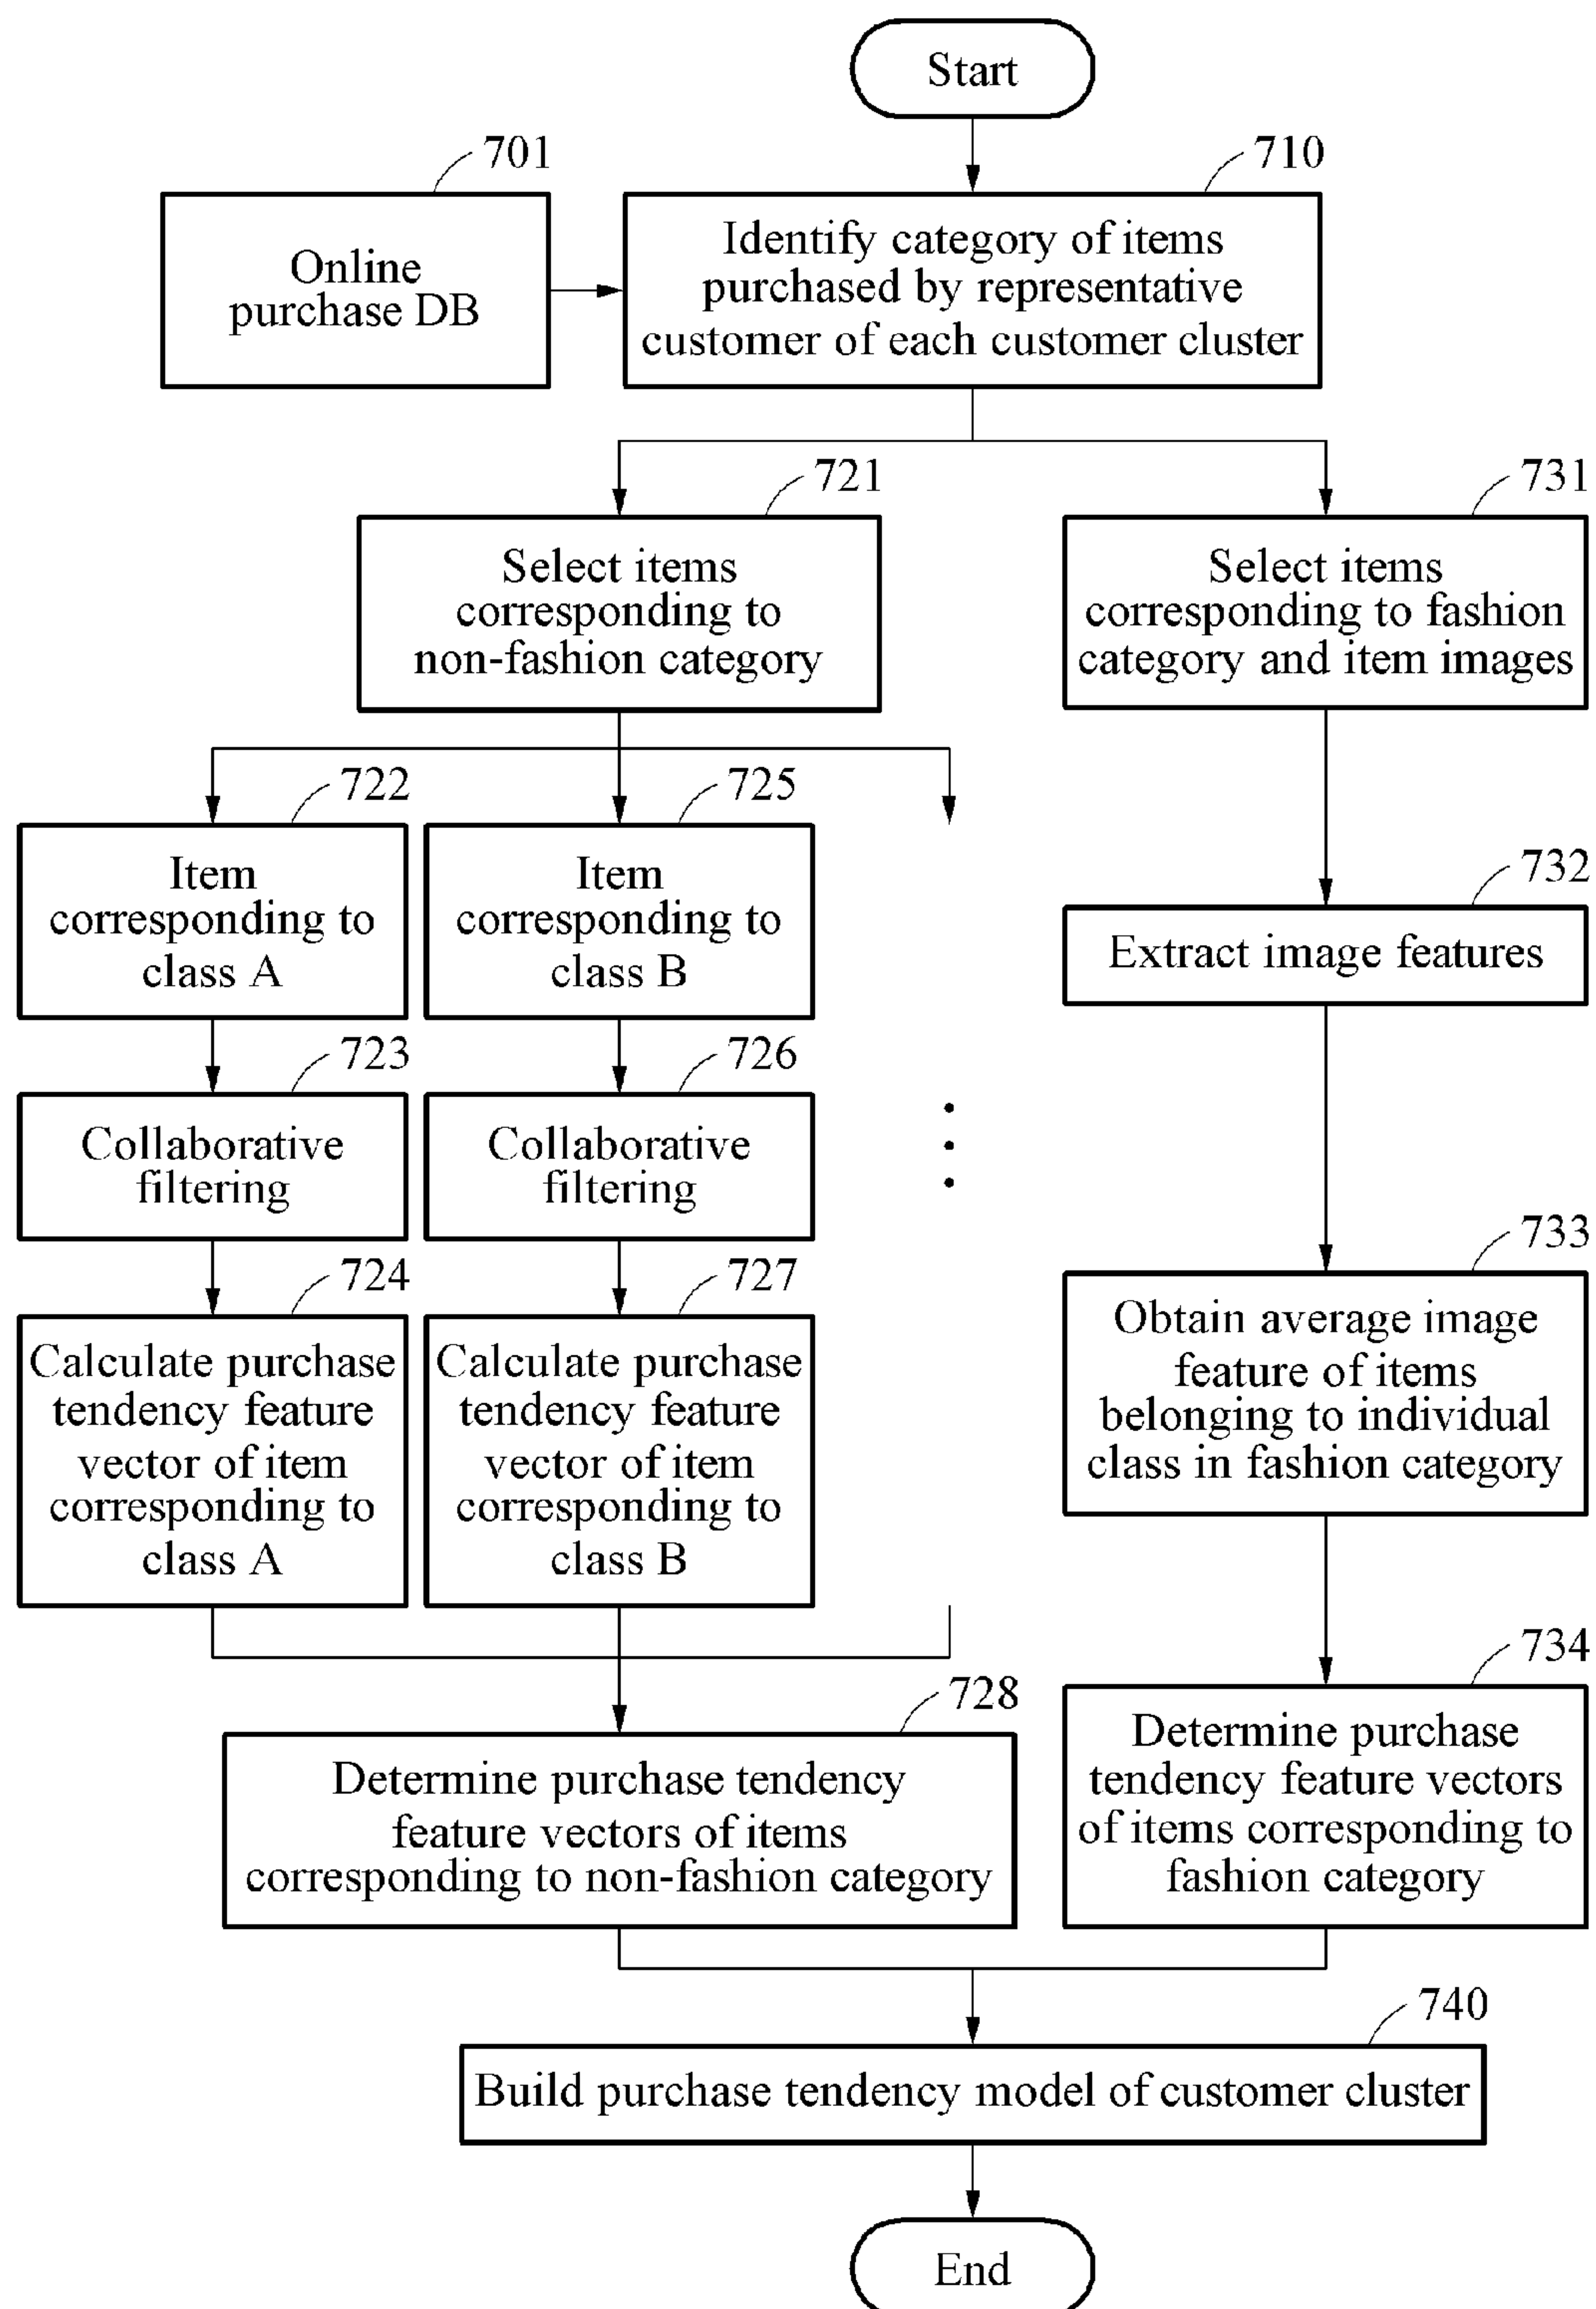 Start
701
710
Online
purchase DB
Identify category of items
purchased by representative
customer of each customer cluster
721
731
Select items
corresponding to
non-fashion category
Select items
corresponding to fashion
category and item images
722
725
732
Item
corresponding to
class A
Item
corresponding to
class B
Extract image features
723
726
Collaborative
filtering
Collaborative
filtering
733
724
727
Calculate purchase
tendency feature
vector of item
corresponding to
class A
Calculate purchase
tendency feature
vector of item
corresponding to
class B
Obtain average image
feature of items
belonging to individual
class in fashion category
734
728
Determine purchase tendency
feature vectors of items
corresponding to non-fashion category
Determine purchase
tendency feature vectors
of items corresponding to
fashion category
740
Build purchase tendency model of customer cluster
End